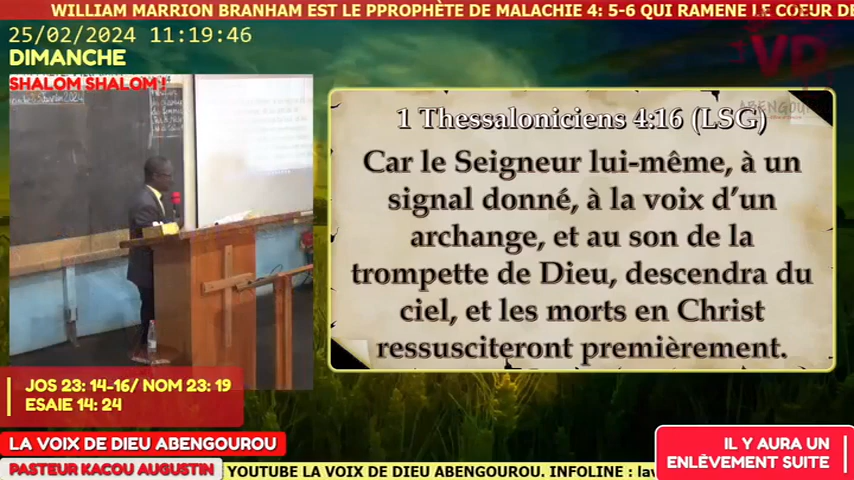 WILLIAM MARRION BRANHAM EST LE PPROPHÈTE DE MALACHIE 4: 5-6 QUI RAMENE LE COEUR DE
25/02/2024 11:19:46
DIMANCHE
SHALOM SHALOM !
VD
ABENGOUROU
1 Thessaloniciens 4:16 (LSG)
Car le Seigneur lui-même, à un
signal donné, à la voix d'un
archange, et au son de la
trompette de Dieu, descendra du
ciel, et les morts en Christ
ressusciteront premièrement.
JOS 23: 14-16/ NOM 23: 19
ESAIE 14: 24
LA VOIX DE DIEU ABENGOUROU
IL Y AURA UN
ENLÈVEMENT SUITE
PASTEUR KACOU AUGUSTIN
YOUTUBE LA VOIX DE DIEU ABENGOUROU. INFOLINE : lav